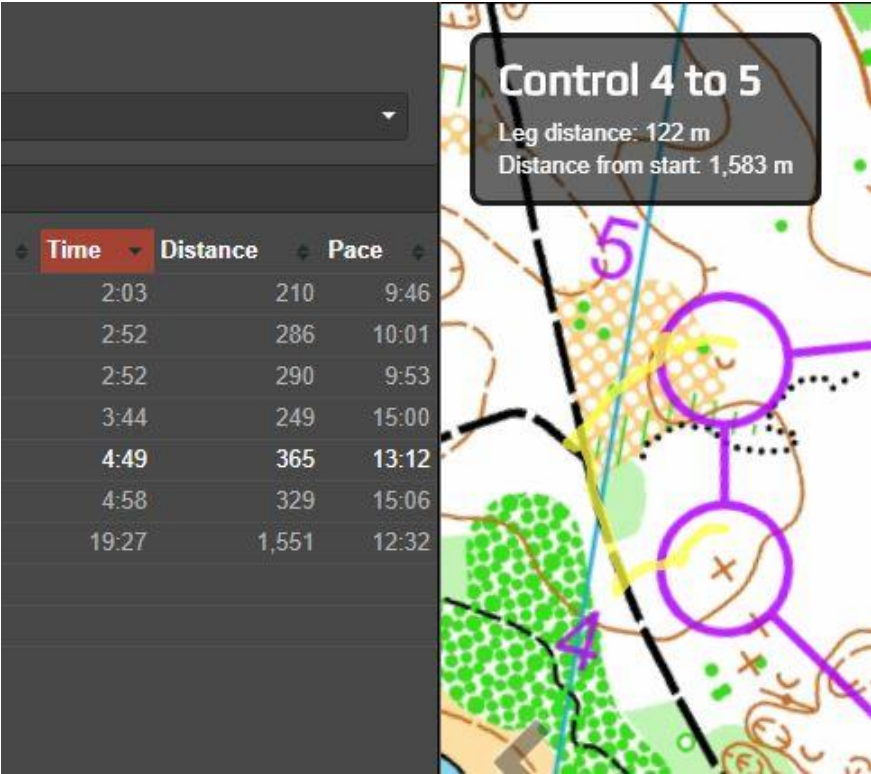 Time Distance Pace
2:03 210 9:46
2:52 286 10:01
2:52 290 9:53
3:44 249 15:00
4:49 365 13:12
4:58 329 15:06
19:27 1,551 12:32
Control 4 to 5
Leg distance: 122 m
Distance from start: 1,583 m
5
4